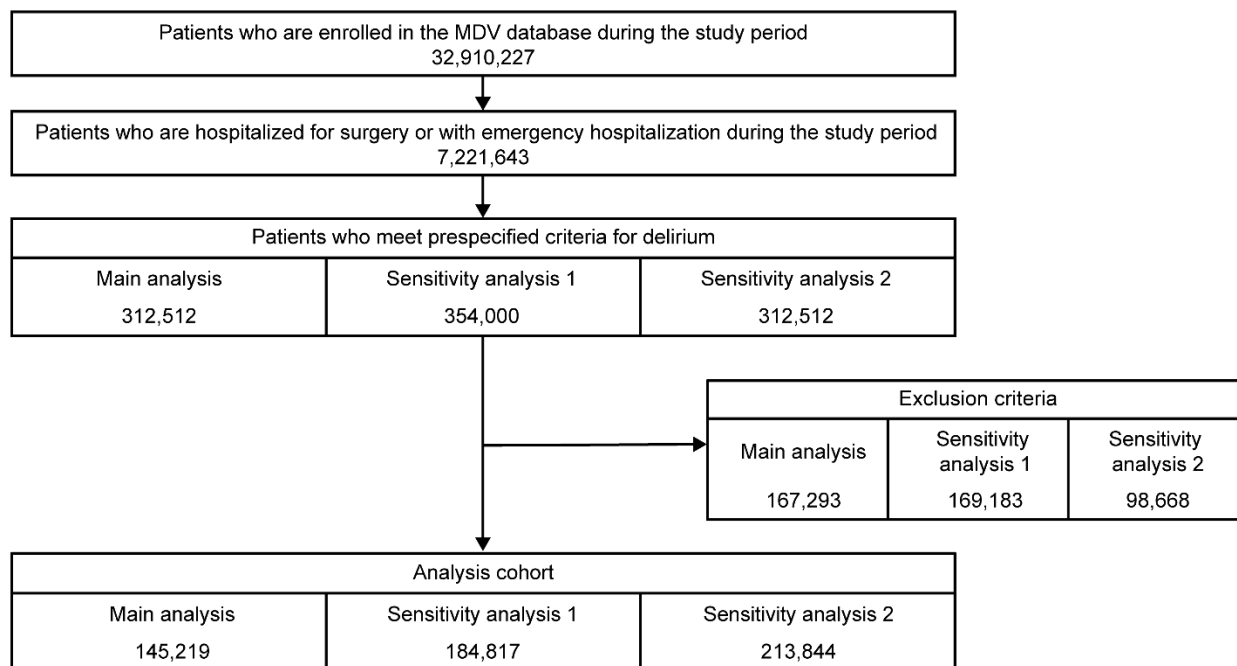 Patients who are enrolled in the MDV database during the study period
32,910,227
Patients who are hospitalized for surgery or with emergency hospitalization during the study period
7,221,643
Patients who meet prespecified criteria for delirium
Main analysis
312,512
Sensitivity analysis 1
354,000
Sensitivity analysis 2
312,512
Exclusion criteria
Main analysis
167,293
Sensitivity
analysis 1
169,183
Sensitivity
analysis 2
98,668
Analysis cohort
Main analysis
145,219
Sensitivity analysis 1
184,817
Sensitivity analysis 2
213,844